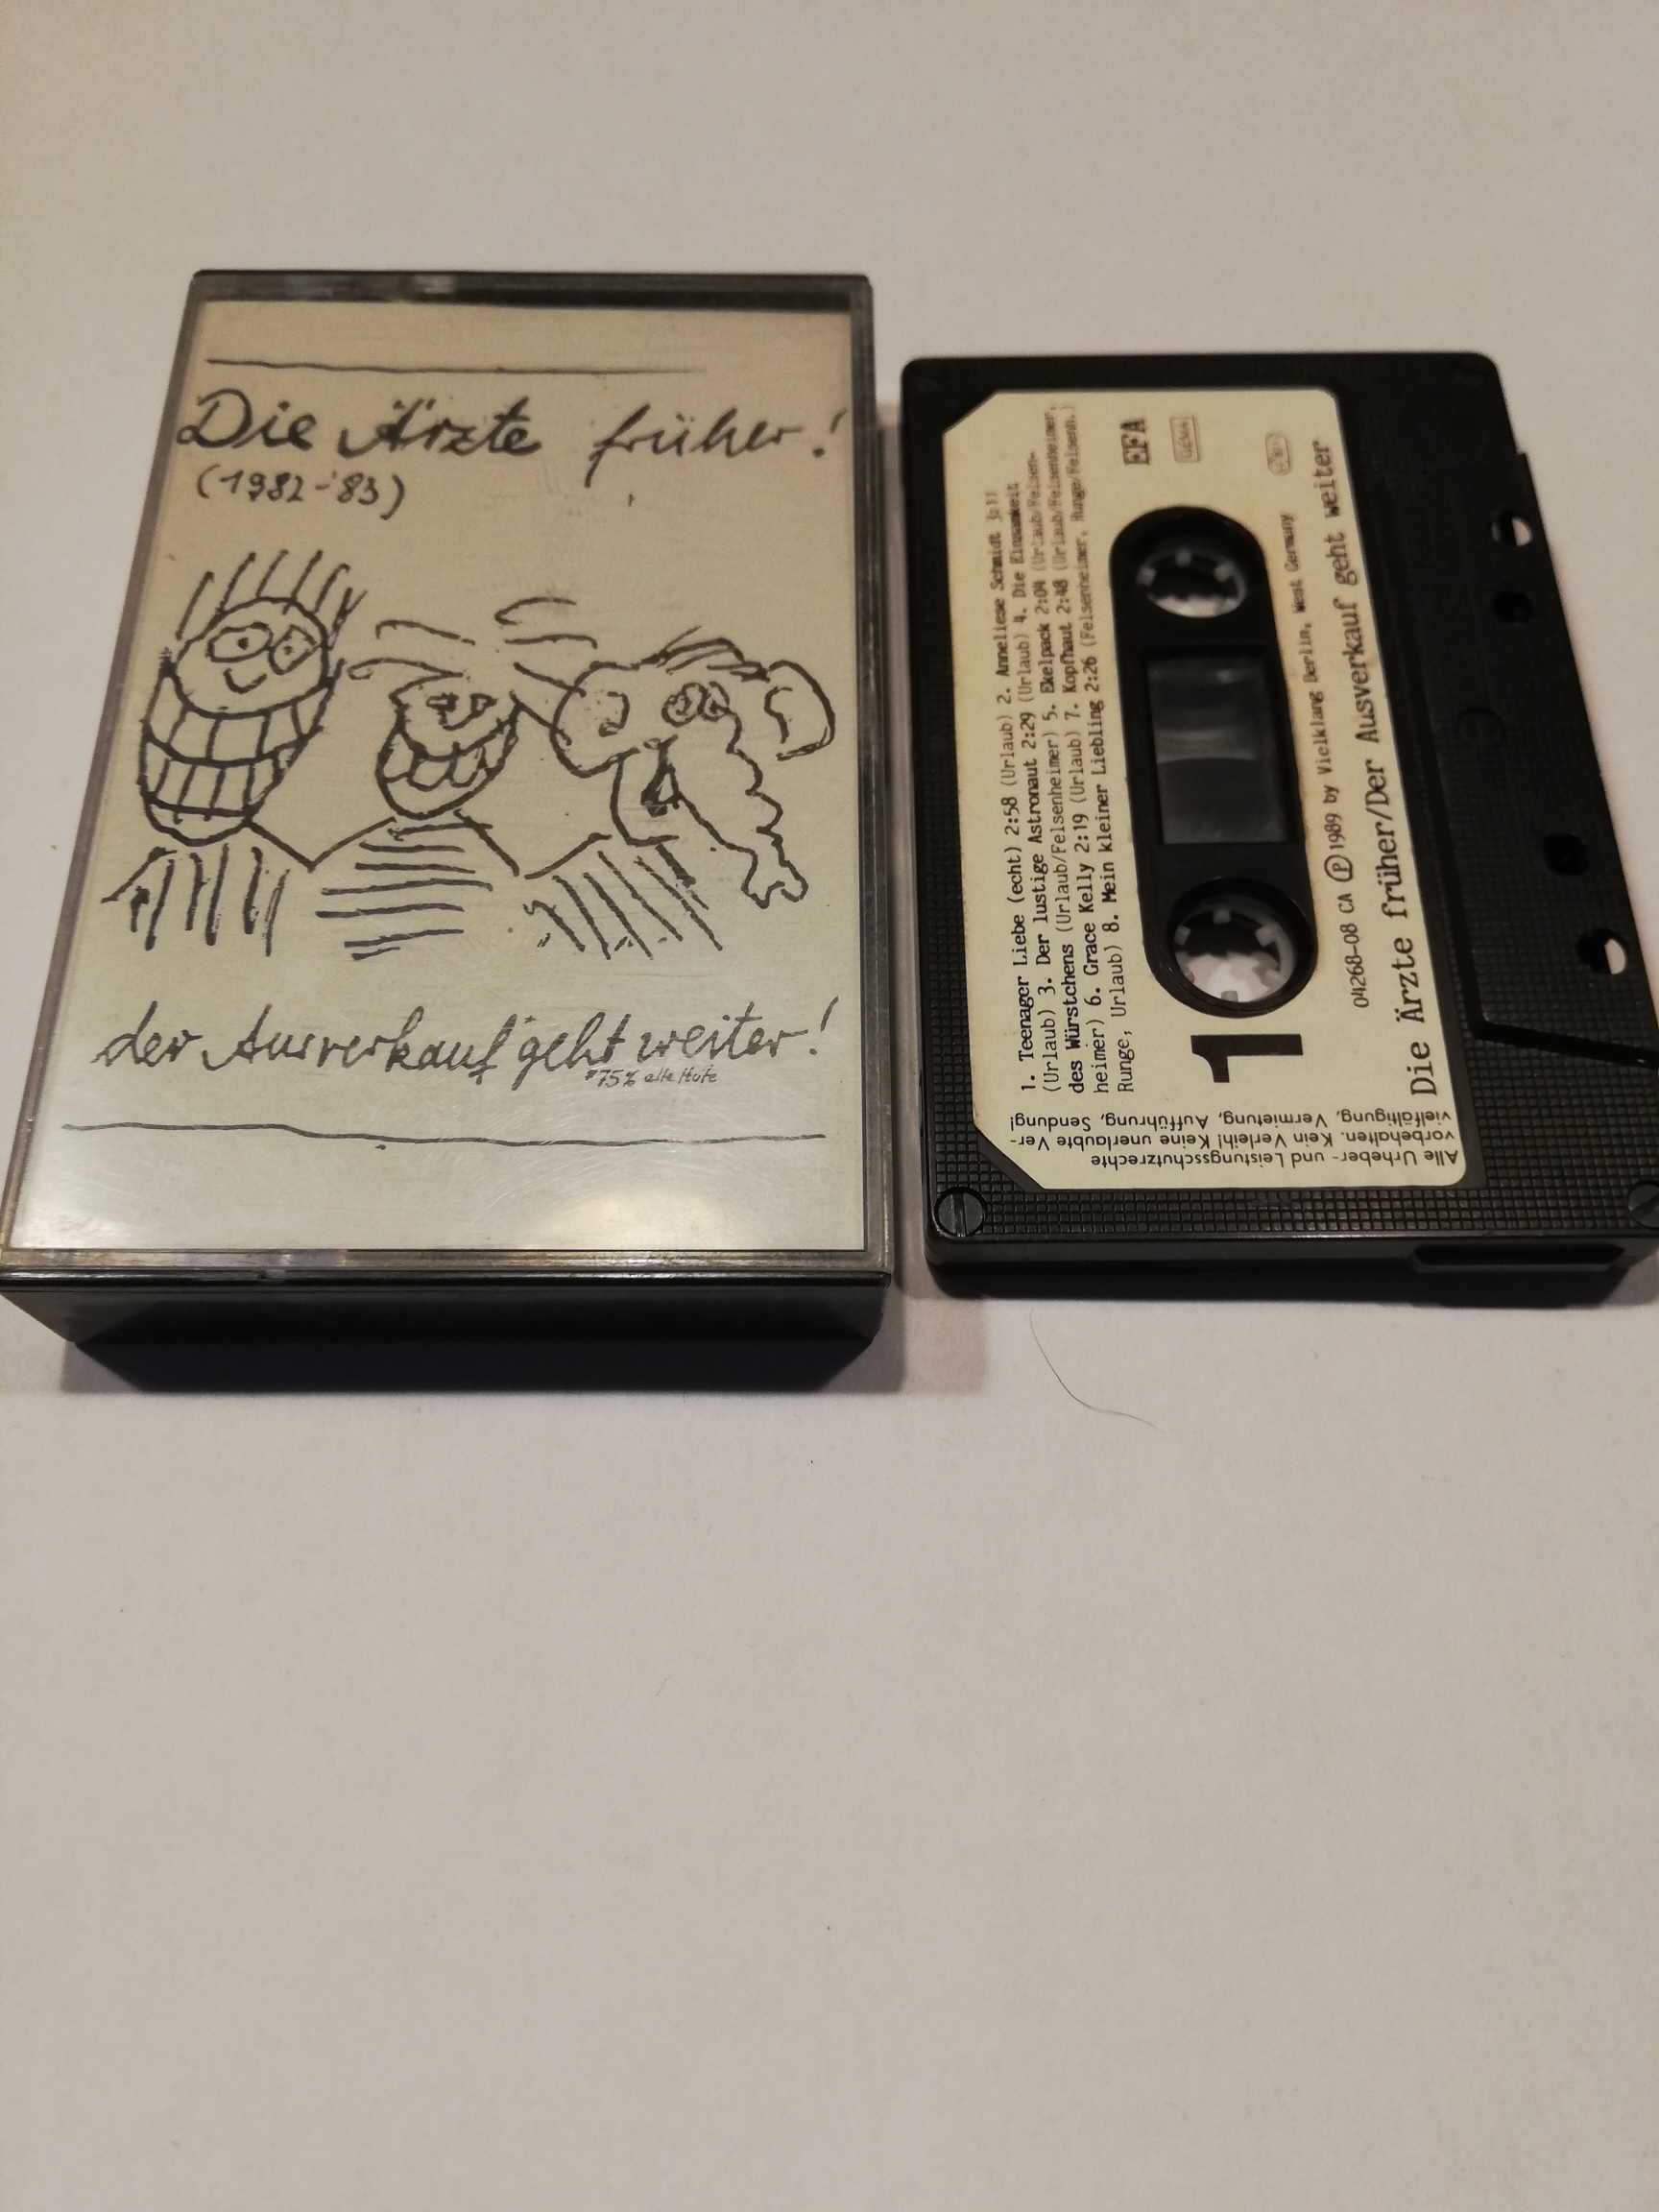 Die Ärzte früher!
(1982-'83)
der Ausverkauf geht weiter!
*75% alte Hüte
1. Teenager Liebe (echt) 2:58 (Urlaub) 2. Anneliese Schmidt 3:11
(Urlaub) 3. Der lustige Astronaut 2:29 (Urlaub) 4. Die Einsamkeit
des Würstchens (Urlaub/Felsenheimer) 5. Ekelpack 2:04 (Urlaub/Felsen-
heimer) 6. Grace Kelly 2:19 (Urlaub) 7. Kopfhaut 2:48 (Urlaub/Felsenheimer,
Runge, Urlaub) 8. Mein kleiner Liebling 2:26 (Felsenheimer, Runge/Felsenh.)
EFA
GEMA
1
04268-08 CA Ⓟ 1989 by Vielklang Berlin, West Germany
Die Ärzte früher/Der Ausverkauf geht weiter
Alle Urheber- und Leistungsschutzrechte
vorbehalten. Kein Verleih! Keine unerlaubte Ver-
vielfältigung, Vermietung, Aufführung, Sendung!